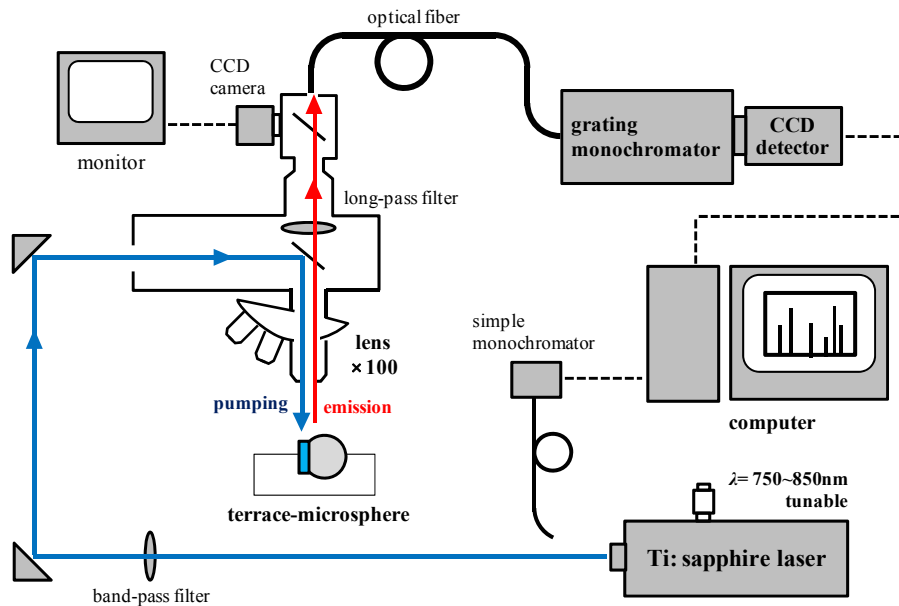 optical fiber
CCD
camera
monitor
grating
monochromator
CCD
detector
long-pass filter
simple
monochromator
lens
×100
pumping
emission
computer
terrace-microsphere
λ= 750~850nm
tunable
Ti: sapphire laser
band-pass filter